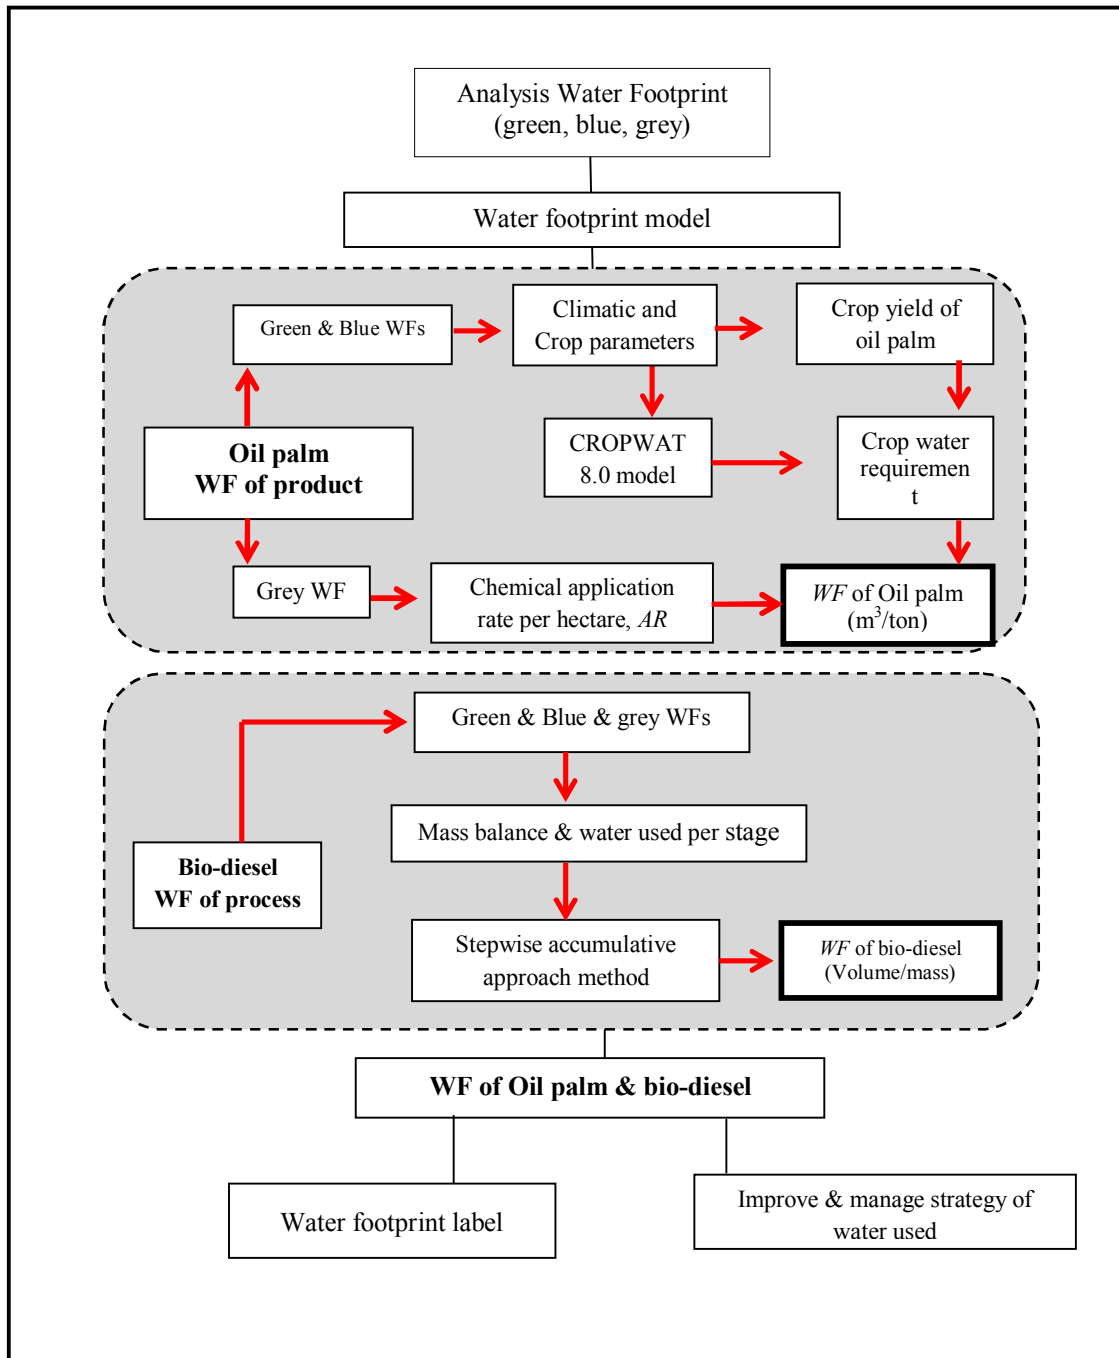 Analysis Water Footprint
(green, blue, grey)
Water footprint model
Green & Blue WFs
Climatic and
Crop parameters
Crop yield of
oil palm
Oil palm
WF of product
CROPWAT
8.0 model
Crop water
requiremen
t
Grey WF
Chemical application
rate per hectare, AR
WF of Oil palm
(m³/ton)
Green & Blue & grey WFs
Mass balance & water used per stage
Bio-diesel
WF of process
Stepwise accumulative
approach method
WF of bio-diesel
(Volume/mass)
WF of Oil palm & bio-diesel
Water footprint label
Improve & manage strategy of
water used